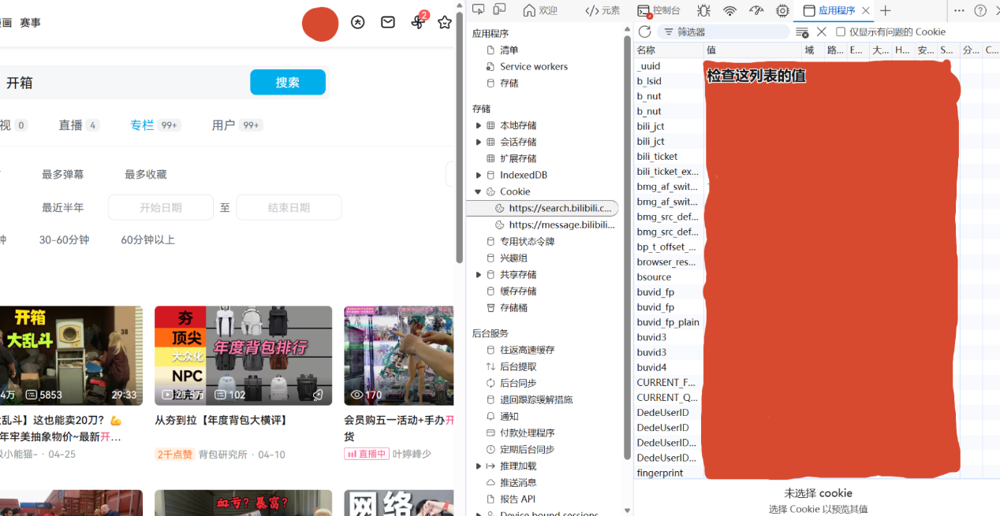 画 赛事
2
开箱
搜索
视 0 直播 4 专栏 99+ 用户 99+
最多弹幕 最多收藏
最近半年 开始日期 至 结束日期
钟 30-60分钟 60分钟以上
开箱
大乱斗
38
4万 5853 29:33
乱斗】这也能卖20刀？💪
年牢美抽象物价~最新开...
极小能猫- · 04-25
夯
顶尖
大众化
NPC
年度背包排行
102
从夯到拉【年度背包大横评】
2千点赞 背包研究所 · 04-10
170
会员购五一活动+手办开
货
直播中 叶婷峰少
血亏？暴富？
网络
欢迎 元素 控制台 应用程序
应用程序
清单
Service workers
存储
存储
本地存储
会话存储
扩展存储
IndexedDB
Cookie
https://search.bilibili.c...
https://message.bilibili...
专用状态令牌
兴趣组
共享存储
缓存存储
存储桶
后台服务
往返高速缓存
后台提取
后台同步
退回跟踪缓解措施
通知
付款处理程序
定期后台同步
推理加载
推送消息
报告 API
Device bound sessions
筛选器 仅显示有问题的 Cookie
名称 值 域 路... E... 大... H... 安... S... 分... C...
检查这列表的值
_uuid
b_lsid
b_nut
b_nut
bili_jct
bili_jct
bili_ticket
bili_ticket_ex...
bmg_af_swit...
bmg_af_swit...
bmg_src_def...
bmg_src_def...
bp_t_offset_...
browser_res...
bsource
buvid_fp
buvid_fp
buvid_fp_plain
buvid3
buvid3
buvid4
CURRENT_F...
CURRENT_Q...
DedeUserID
DedeUserID
DedeUserID...
DedeUserID...
fingerprint
未选择 cookie
选择 Cookie 以预览其值